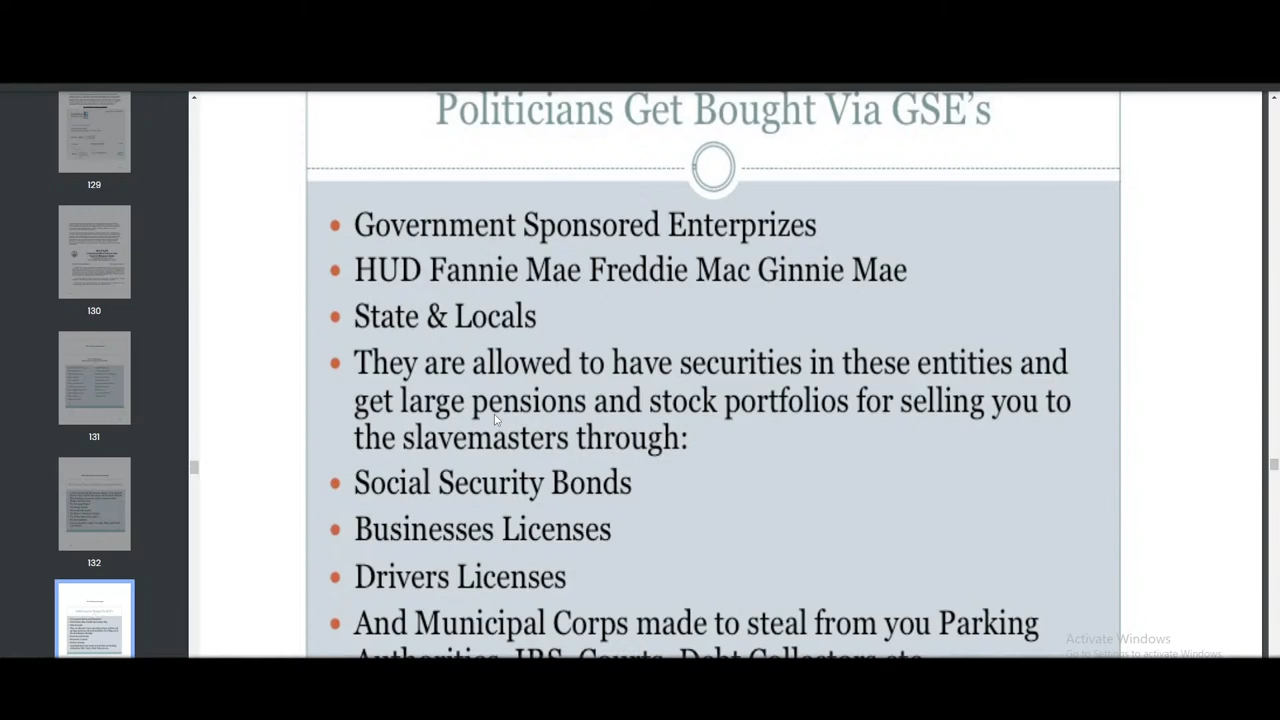 Politicians Get Bought Via GSE's
Government Sponsored Enterprizes
HUD Fannie Mae Freddie Mac Ginnie Mae
State & Locals
They are allowed to have securities in these entities and
get large pensions and stock portfolios for selling you to
the slavemasters through:
Social Security Bonds
Businesses Licenses
Drivers Licenses
And Municipal Corps made to steal from you Parking
Authorities, IRS, Courts, Debt Collectors etc
129
130
131
132
Activate Windows
Go to Settings to activate Windows.